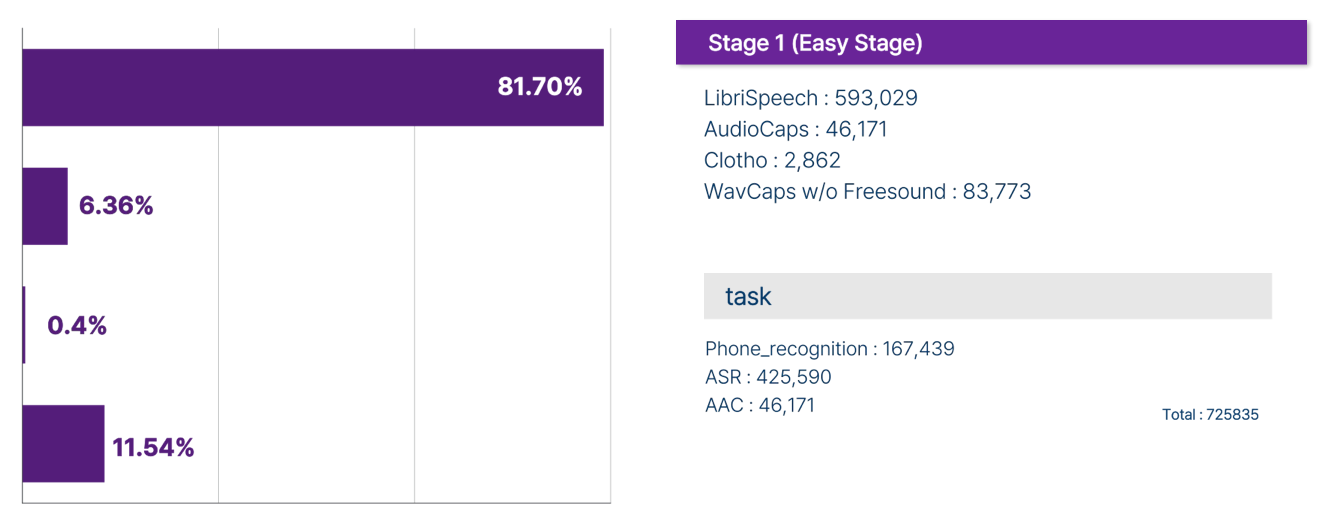 81.70%
6.36%
0.4%
11.54%
Stage 1 (Easy Stage)
LibriSpeech : 593,029
AudioCaps : 46,171
Clotho : 2,862
WavCaps w/o Freesound : 83,773
task
Phone_recognition : 167,439
ASR : 425,590
AAC : 46,171
Total : 725835